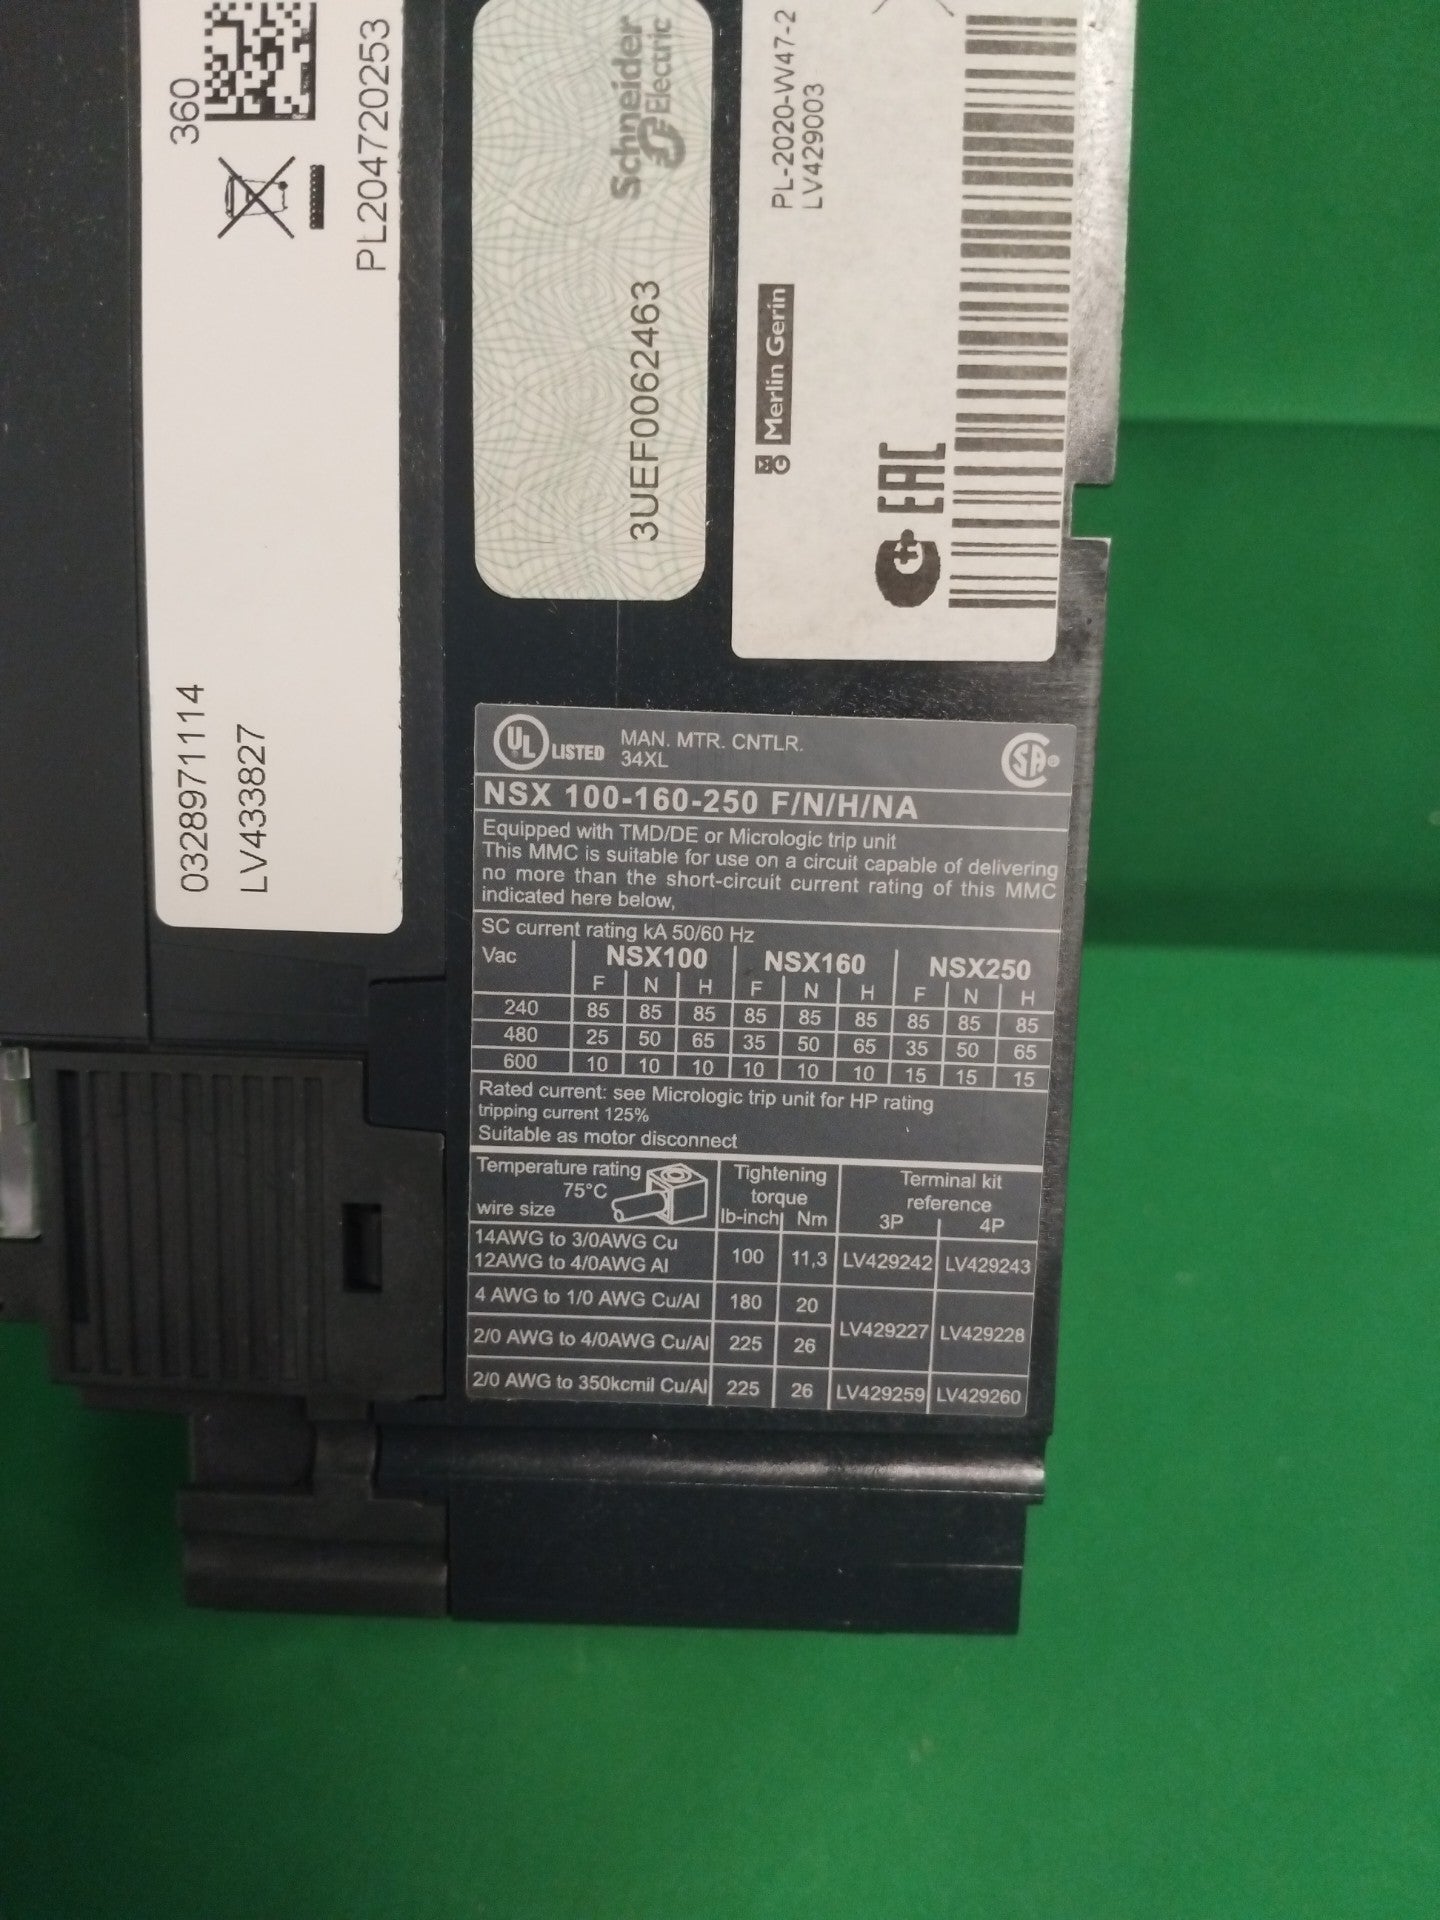 360
PL204720253
0328971114
LV433827
Schneider
Electric
3UEF0062463
PL-2020-W47-2
LV429003
Merlin Gerin
EAC
UL LISTED MAN. MTR. CNTLR.
34XL
SA
NSX 100-160-250 F/N/H/NA
Equipped with TMD/DE or Micrologic trip unit
This MMC is suitable for use on a circuit capable of delivering
no more than the short-circuit current rating of this MMC
indicated here below,
SC current rating kA 50/60 Hz
Vac NSX100 NSX160 NSX250
F N H F N H F N H
240 85 85 85 85 85 85 85 85 85
480 25 50 65 35 50 65 35 50 65
600 10 10 10 10 10 10 15 15 15
Rated current: see Micrologic trip unit for HP rating
tripping current 125%
Suitable as motor disconnect
Temperature rating
75°C
wire size
Tightening
torque
lb-inch Nm
Terminal kit
reference
3P 4P
14AWG to 3/0AWG Cu
12AWG to 4/0AWG Al
100 11,3 LV429242 LV429243
4 AWG to 1/0 AWG Cu/Al 180 20
LV429227 LV429228
2/0 AWG to 4/0AWG Cu/Al 225 26
2/0 AWG to 350kcmil Cu/Al 225 26 LV429259 LV429260